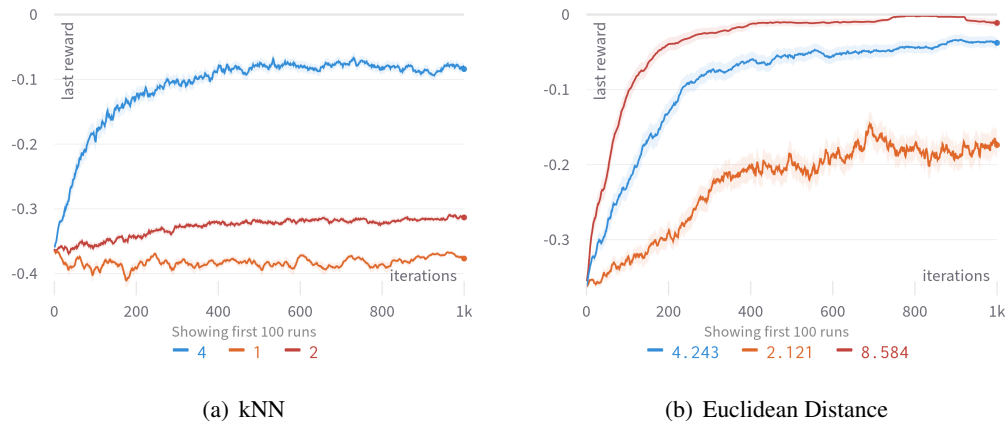 0
-0.1
-0.2
-0.3
-0.4
last reward
iterations
0 200 400 600 800 1k
Showing first 100 runs
4 1 2
(a) kNN
0
-0.1
-0.2
-0.3
last reward
iterations
0 200 400 600 800 1k
Showing first 100 runs
4.243 2.121 8.584
(b) Euclidean Distance